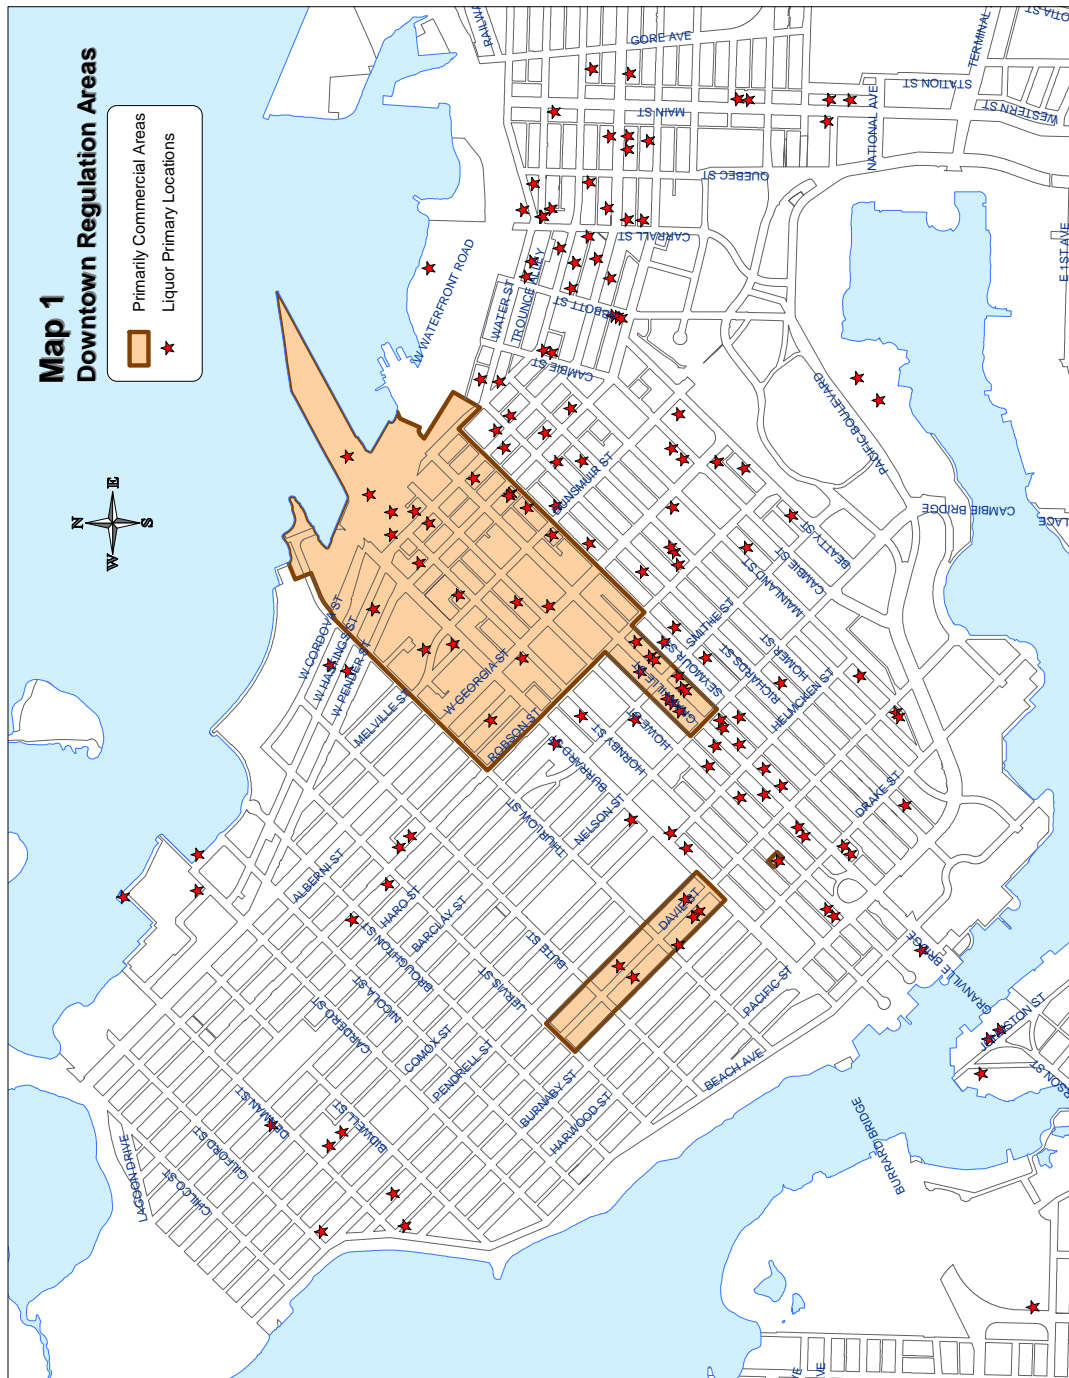 Map 1
Downtown Regulation Areas
Primarily Commercial Areas
Liquor Primary Locations
N
E
S
W
GORE AVE
TERMINAL
STATION ST
MAIN ST
WESTERN ST
NATIONAL AVE
QUEBEC ST
CARRALL ST
E 1ST AVE
W WATERFRONT ROAD
WATER ST
TROUNCE ALLEY
CAMBIE ST
PACIFIC BOULEVARD
DUNSMUIR ST
CAMBIE BRIDGE
BEATTY ST
CAMBIE ST
MAINLAND ST
SMITHE ST
HOMER ST
RICHARDS ST
SEYMOUR ST
HELMCKEN ST
W CORDOVA ST
W HASTINGS ST
W PENDER ST
MELVILLE ST
W GEORGIA ST
ROBSON ST
HOWE ST
HORNBY ST
BURRARD ST
NELSON ST
THURLOW ST
DRAKE ST
DAVIE ST
ALBERNI ST
HARO ST
BARCLAY ST
BROUGHTON ST
NICOLA ST
CARDERO ST
JERVIS ST
BUTE ST
COMOX ST
PENDRELL ST
BURNABY ST
HARWOOD ST
PACIFIC ST
BEACH AVE
GRANVILLE BRIDGE
JOHNSTON ST
BURRARD BRIDGE
DENMAN ST
BIDWELL ST
GILFORD ST
CHILCO ST
LAGOON DRIVE